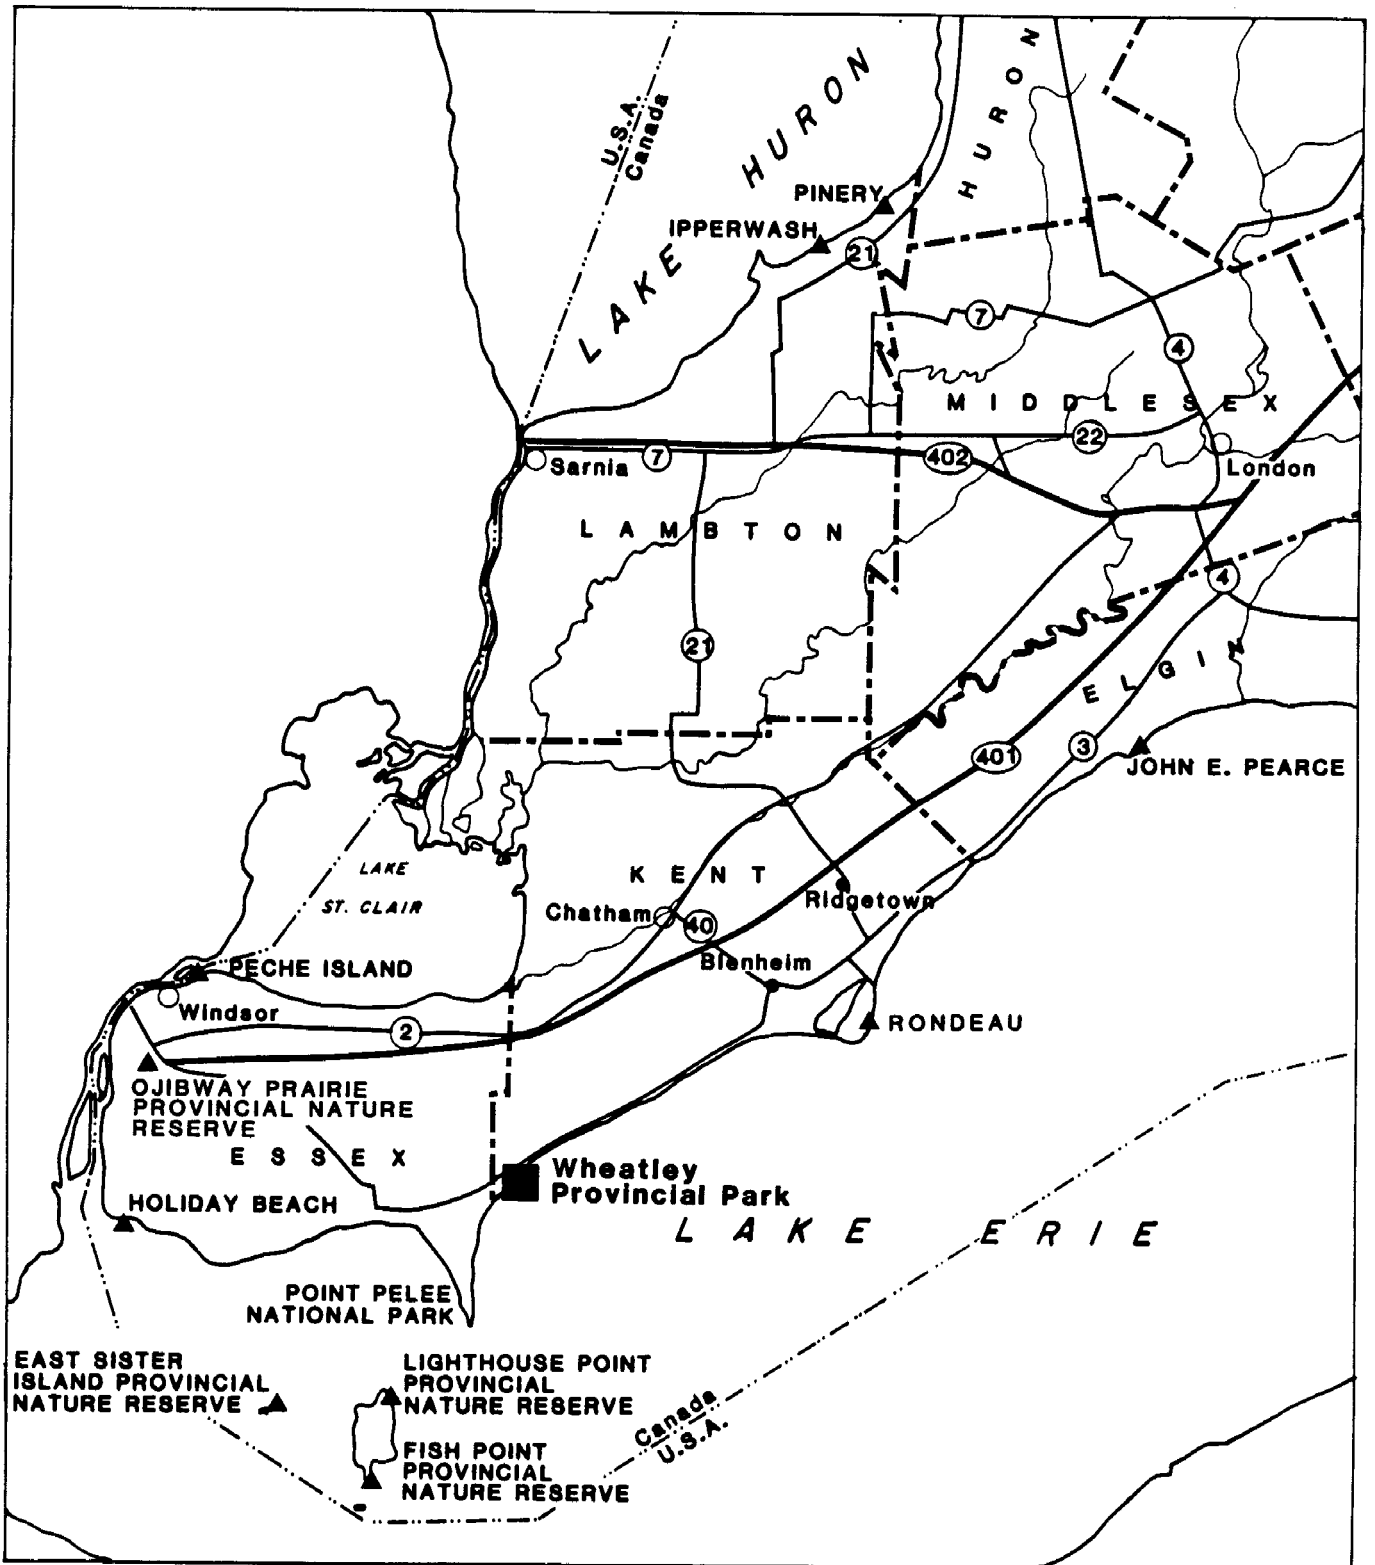 U.S.A.
Canada
LAKE HURON
HURON
PINERY
IPPERWASH
21
7
4
MIDDLESEX
22
402
London
Sarnia
7
LAMBTON
4
21
ELGIN
401
3
JOHN E. PEARCE
LAKE
ST. CLAIR
KENT
Ridgetown
Chatham
40
Blenheim
PECHE ISLAND
Windsor
2
RONDEAU
OJIBWAY PRAIRIE
PROVINCIAL NATURE
RESERVE
ESSEX
Wheatley
Provincial Park
HOLIDAY BEACH
LAKE ERIE
POINT PELEE
NATIONAL PARK
EAST SISTER
ISLAND PROVINCIAL
NATURE RESERVE
LIGHTHOUSE POINT
PROVINCIAL
NATURE RESERVE
Canada
U.S.A.
FISH POINT
PROVINCIAL
NATURE RESERVE